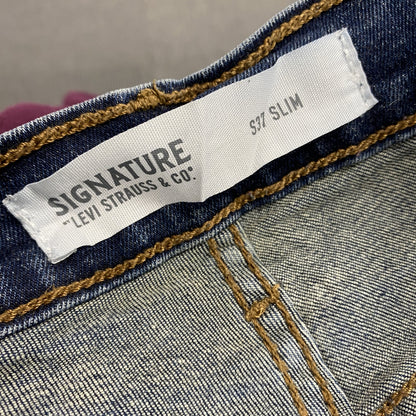 SIGNATURE
"LEVI STRAUSS & CO"
S37 SLIM